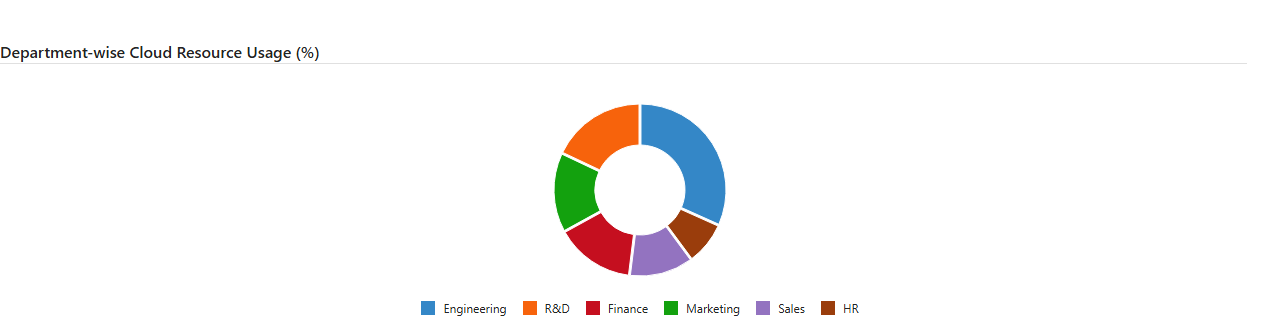 Department-wise Cloud Resource Usage (%)
Engineering R&D Finance Marketing Sales HR